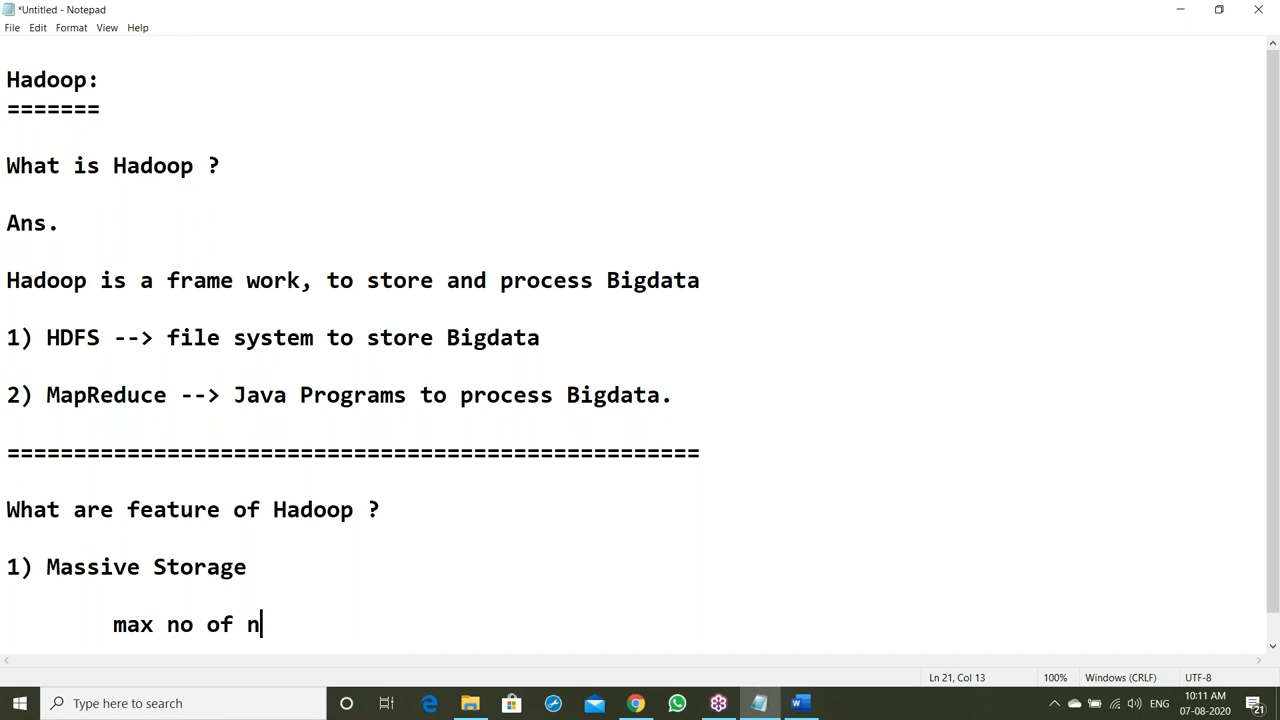 *Untitled - Notepad
File Edit Format View Help
Hadoop:
=======
What is Hadoop ?
Ans.
Hadoop is a frame work, to store and process Bigdata
1) HDFS --> file system to store Bigdata
2) MapReduce --> Java Programs to process Bigdata.
====================================================
What are feature of Hadoop ?
1) Massive Storage
max no of n
Ln 21, Col 13 100% Windows (CRLF) UTF-8
Type here to search
ENG
10:11 AM
07-08-2020
21